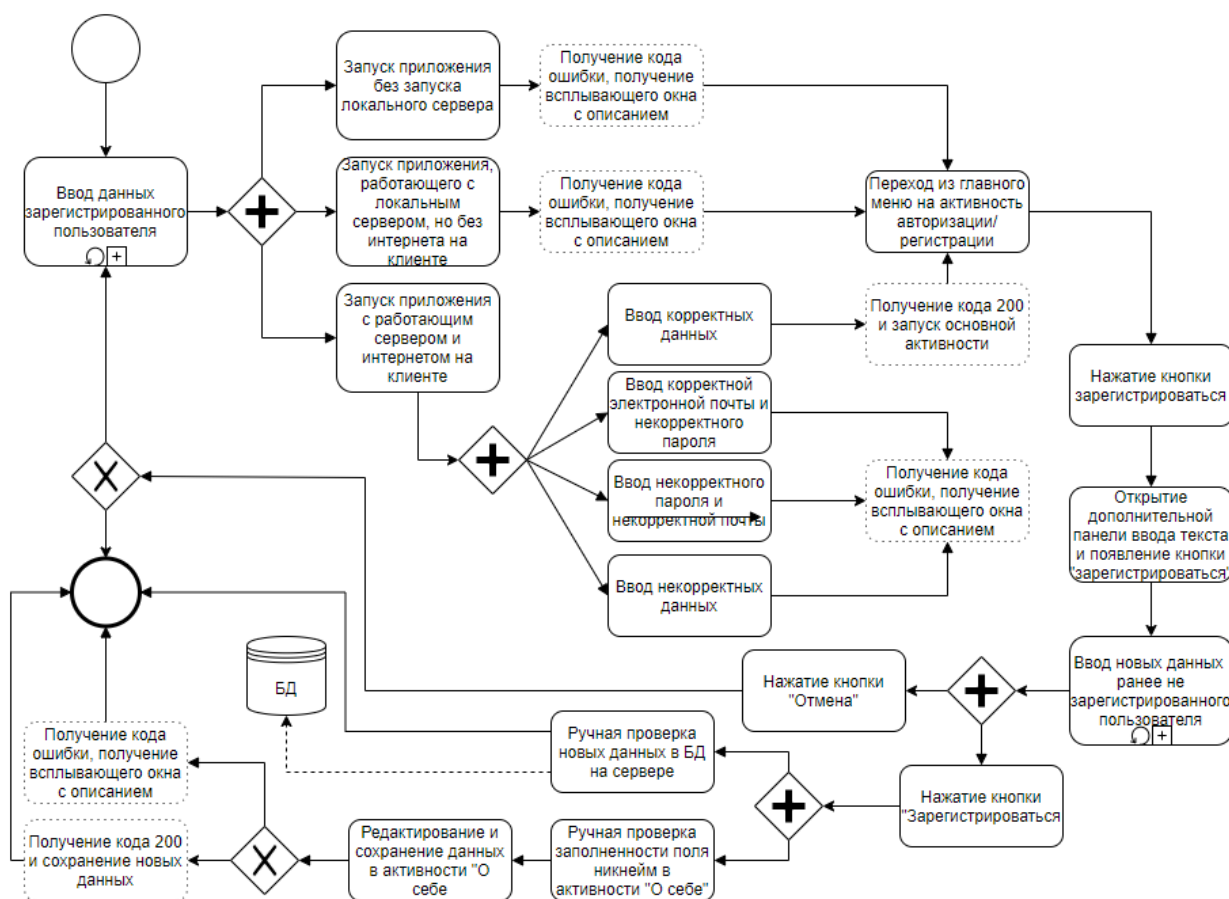 Запуск приложения
без запуска
локального сервера
Получение кода
ошибки, получение
всплывающего окна
с описанием
Ввод данных
зарегистрированного
пользователя
Запуск приложения,
работающего с
локальным
сервером, но без
интернета на
клиенте
Получение кода
ошибки, получение
всплывающего окна
с описанием
Переход из главного
меню на активность
авторизации/
регистрации
Запуск приложения
с работающим
сервером и
интернетом на
клиенте
Ввод корректных
данных
Получение кода 200
и запуск основной
активности
Нажатие кнопки
зарегистрироваться
Ввод корректной
электронной почты и
некорректного
пароля
Ввод некорректного
пароля и
некорректной почты
Получение кода
ошибки, получение
всплывающего окна
с описанием
Открытие
дополнительной
панели ввода текста
и появление кнопки
"зарегистрироваться"
Ввод некорректных
данных
Ввод новых данных
ранее не
зарегистрированного
пользователя
Нажатие кнопки
"Отмена"
БД
Ручная проверка
новых данных в БД
на сервере
Получение кода
ошибки, получение
всплывающего окна
с описанием
Нажатие кнопки
"Зарегистрироваться
Получение кода 200
и сохранение новых
данных
Редактирование и
сохранение данных
в активности "О
себе
Ручная проверка
заполненности поля
никнейм в
активности "О себе"